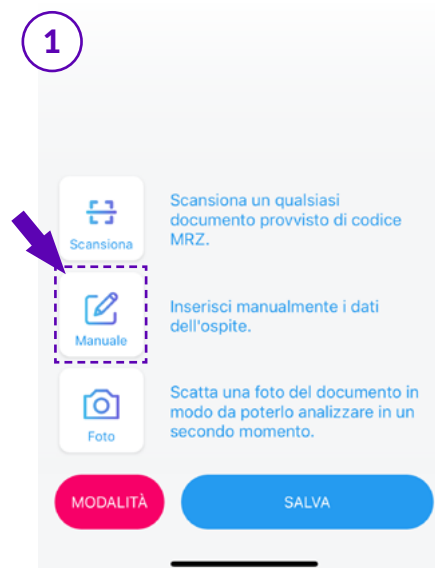 1
Scansiona un qualsiasi
documento provvisto di codice
MRZ.
Scansiona
Inserisci manualmente i dati
dell'ospite.
Manuale
Scatta una foto del documento in
modo da poterlo analizzare in un
secondo momento.
Foto
MODALITÀ
SALVA